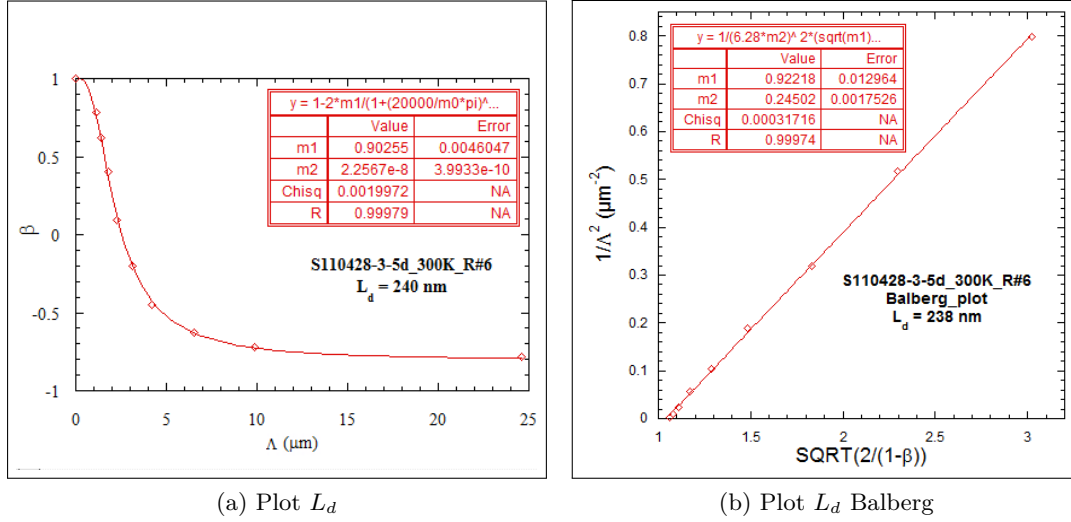 y = 1-2*m1/(1+(20000/m0*pi)^...
Value Error
m1 0.90255 0.0046047
m2 2.2567e-8 3.9933e-10
Chisq 0.0019972 NA
R 0.99979 NA
1
0.5
0
-0.5
-1
β
S110428-3-5d_300K_R#6
L_d = 240 nm
0 5 10 15 20 25
Λ (μm)
(a) Plot L_d
y = 1/(6.28*m2)^ 2*(sqrt(m1)...
Value Error
m1 0.92218 0.012964
m2 0.24502 0.0017526
Chisq 0.00031716 NA
R 0.99974 NA
0.8
0.7
0.6
0.5
0.4
0.3
0.2
0.1
0
1/Λ² (μm⁻²)
S110428-3-5d_300K_R#6
Balberg_plot
L_d = 238 nm
1 1.5 2 2.5 3
SQRT(2/(1-β))
(b) Plot L_d Balberg